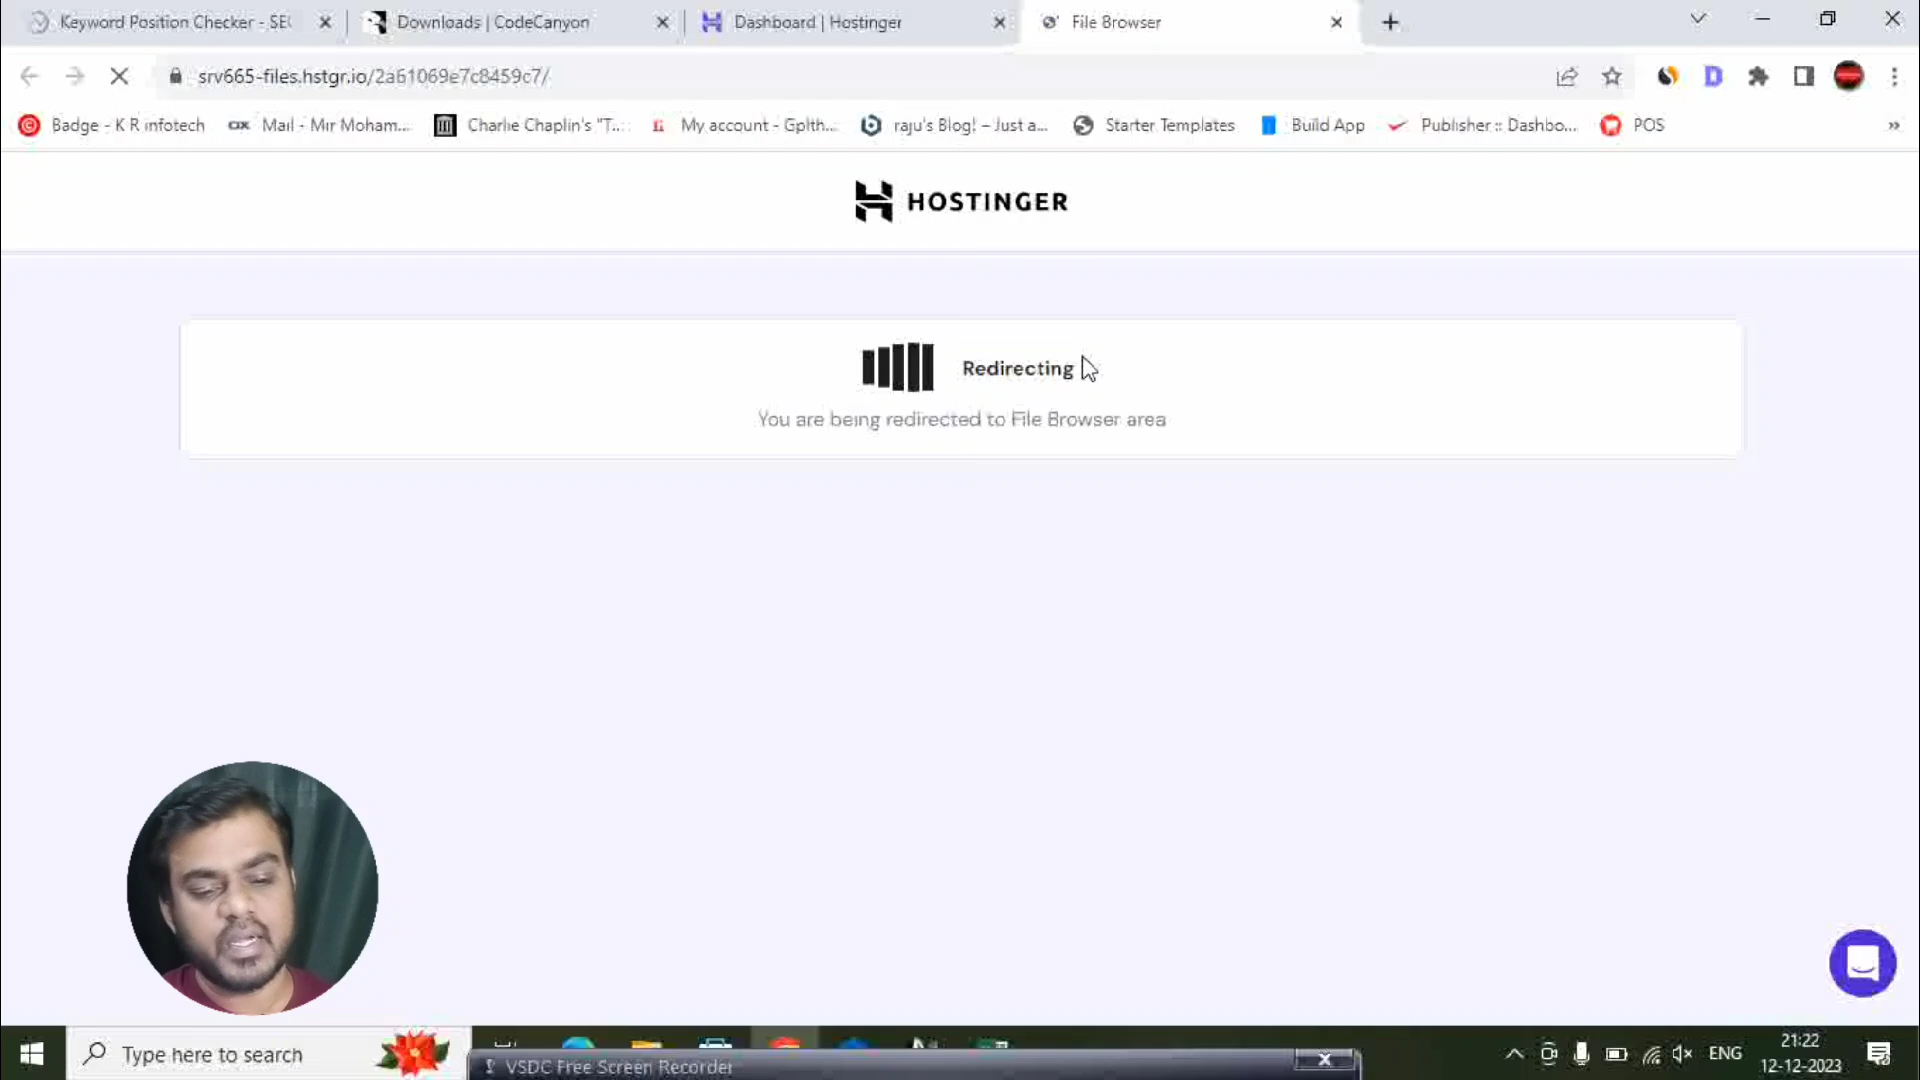 Keyword Position Checker - SEO
Downloads | CodeCanyon
Dashboard | Hostinger
File Browser
srv665-files.hstgr.io/2a61069e7c8459c7/
Badge - K R infotech
Mail - Mir Moham...
Charlie Chaplin's "T...
My account - Gplth...
raju's Blog! – Just a...
Starter Templates
Build App
Publisher :: Dashbo...
POS
HOSTINGER
Redirecting
You are being redirected to File Browser area
Type here to search
VSDC Free Screen Recorder
ENG
21:22
12-12-2023